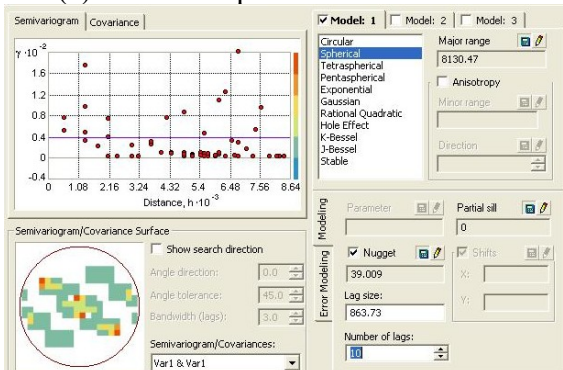 Semivariogram Covariance
γ·10⁻²
1.6
1.2
0.8
0.4
0
-0.4
0 1.08 2.16 3.24 4.32 5.4 6.48 7.56 8.64
Distance, h·10⁻³
Semivariogram/Covariance Surface
Show search direction
Angle direction: 0.0
Angle tolerance: 45.0
Bandwidth (lags): 3.0
Semivariogram/Covariances:
Var1 & Var1
Model: 1 Model: 2 Model: 3
Circular
Spherical
Tetraspherical
Pentaspherical
Exponential
Gaussian
Rational Quadratic
Hole Effect
K-Bessel
J-Bessel
Stable
Major range
8130.47
Anisotropy
Minor range
Direction
Modeling
Error Modeling
Parameter
Partial sill
0
Nugget
39.009
Shifts
X:
Y:
Lag size:
863.73
Number of lags:
10